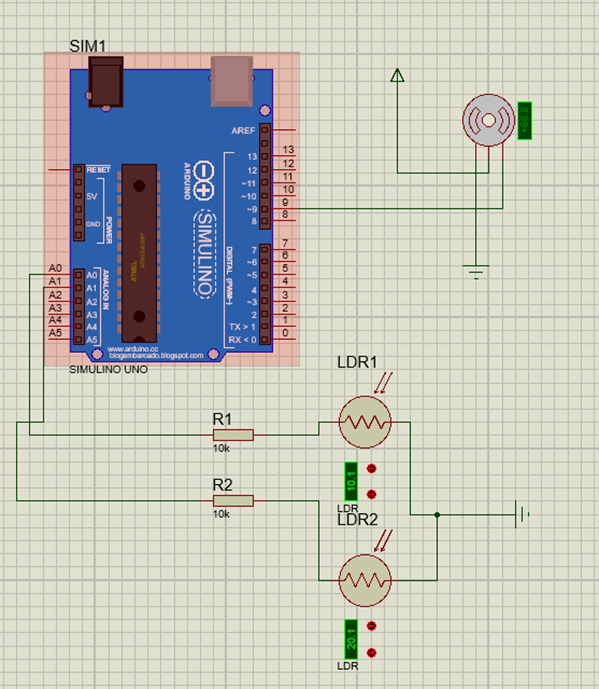 SIM1
AREF
RESET
5V
GND
POWER
ARDUINO
SIMULINO
ATMEL
DIGITAL (PWM~)
13
12
~11
~10
~9
8
7
~6
~5
4
~3
2
TX > 1
RX < 0
13
12
11
10
9
8
7
6
5
4
3
2
1
0
A0
A1
A2
A3
A4
A5
A0
A1
A2
A3
A4
A5
ANALOG IN
www.arduino.cc
blogembarcado.blogspot.com
SIMULINO UNO
LDR1
R1
10k
10.1
LDR
R2
10k
LDR2
20.1
LDR